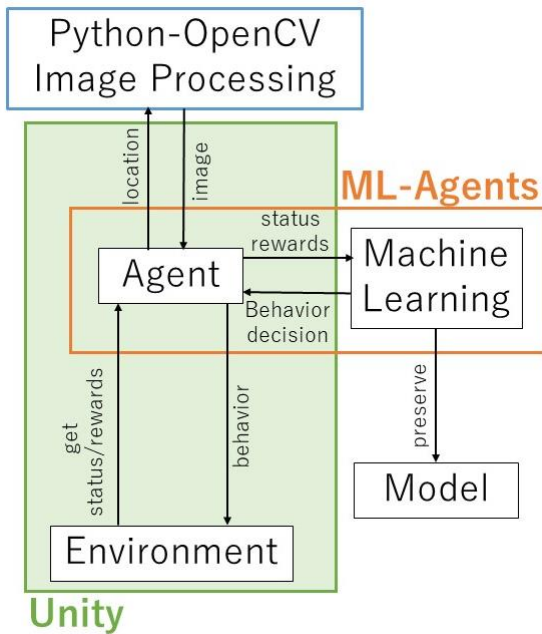 Python-OpenCV
Image Processing
location
image
ML-Agents
status
rewards
Agent
Machine
Learning
Behavior
decision
get
status/rewards
behavior
preserve
Model
Environment
Unity